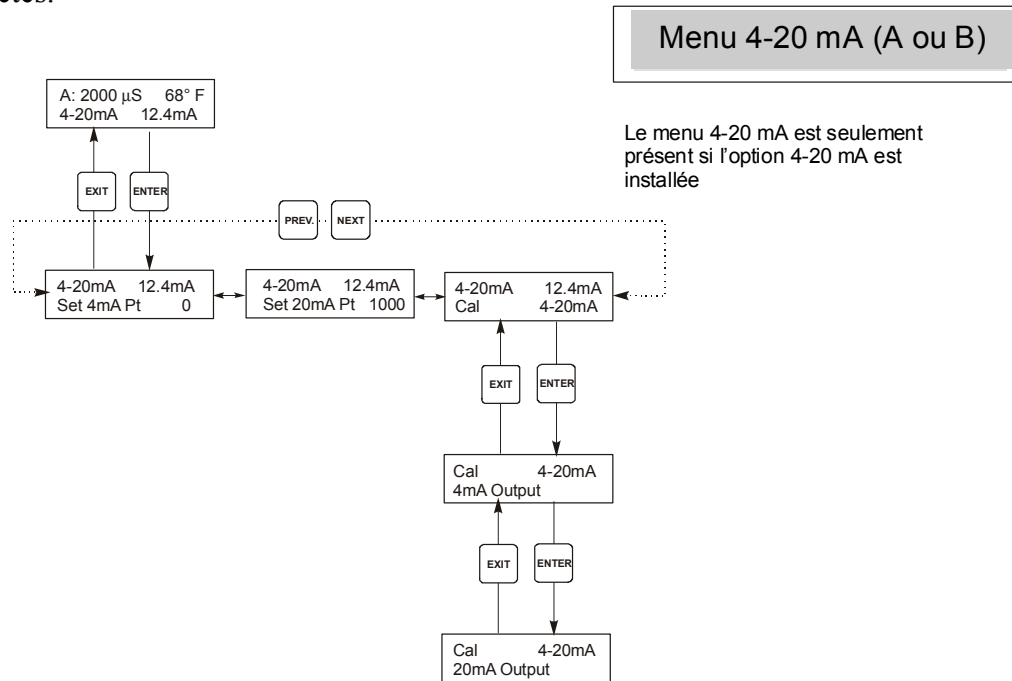 Menu 4-20 mA (A ou B)
A: 2000 µS 68° F
4-20mA 12.4mA
Le menu 4-20 mA est seulement
présent si l'option 4-20 mA est
installée
EXIT
ENTER
PREV.
NEXT
4-20mA 12.4mA
Set 4mA Pt 0
4-20mA 12.4mA
Set 20mA Pt 1000
4-20mA 12.4mA
Cal 4-20mA
EXIT
ENTER
Cal 4-20mA
4mA Output
EXIT
ENTER
Cal 4-20mA
20mA Output